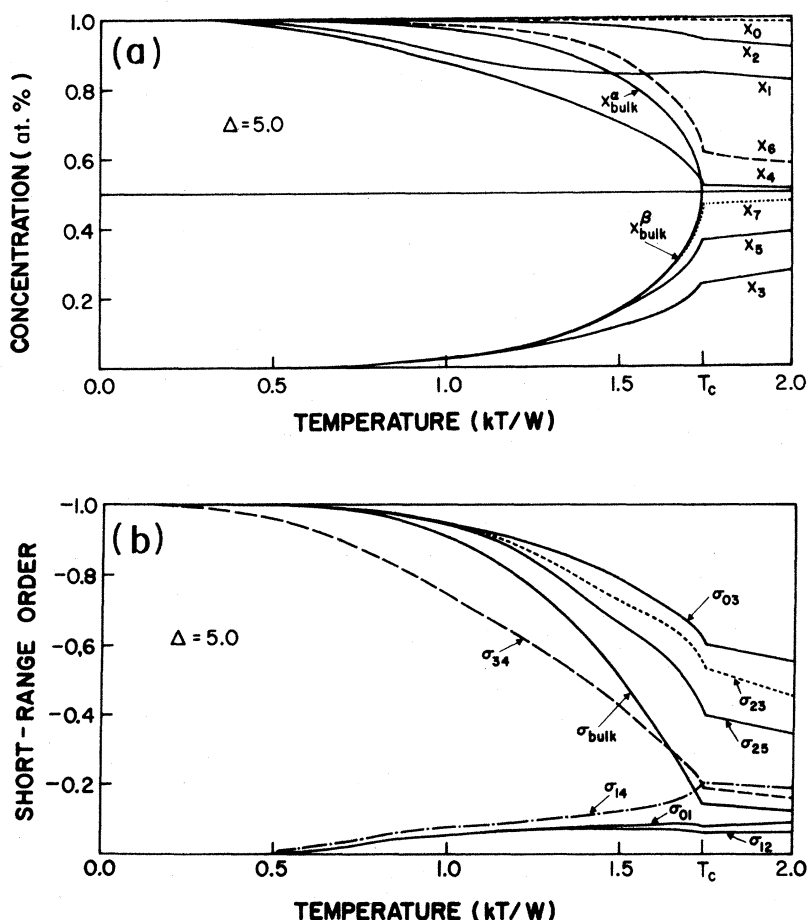 (a)
1.0
0.8
0.6
0.4
0.2
CONCENTRATION (at. %)
Δ = 5.0
X0
X2
X1
Xαbulk
X6
X4
X7
Xβbulk
X5
X3
0.0
0.5
1.0
1.5
Tc
2.0
TEMPERATURE (kT/W)
(b)
-1.0
-0.8
-0.6
-0.4
-0.2
SHORT-RANGE ORDER
Δ = 5.0
σ03
σ34
σ23
σbulk
σ25
σ14
σ01
σ12
0.0
0.5
1.0
1.5
Tc
2.0
TEMPERATURE (kT/W)